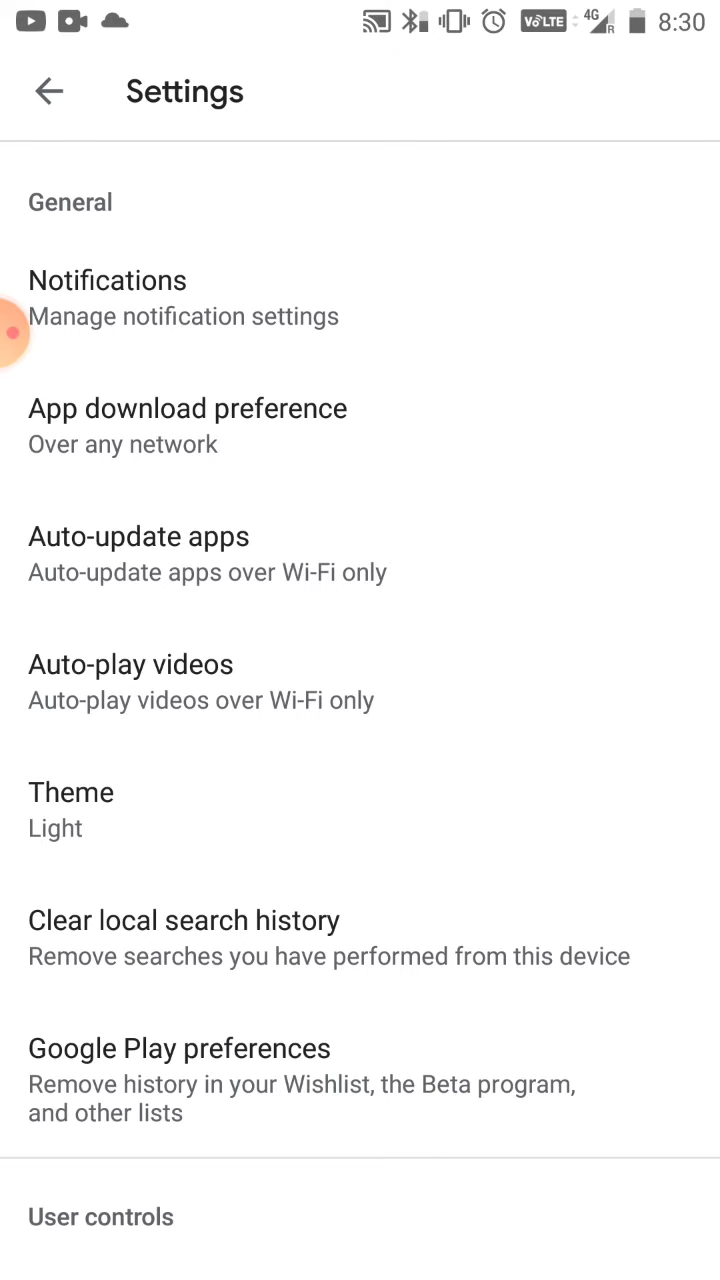 VoLTE 4G R 8:30
Settings
General
Notifications
Manage notification settings
App download preference
Over any network
Auto-update apps
Auto-update apps over Wi-Fi only
Auto-play videos
Auto-play videos over Wi-Fi only
Theme
Light
Clear local search history
Remove searches you have performed from this device
Google Play preferences
Remove history in your Wishlist, the Beta program,
and other lists
User controls